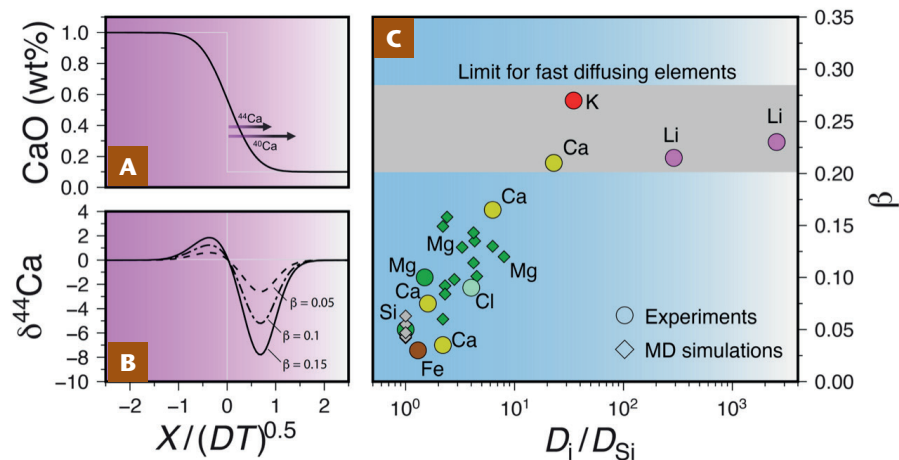 A
CaO (wt%)
1.0
0.8
0.6
0.4
0.2
0.0
⁴⁴Ca
⁴⁰Ca
B
δ⁴⁴Ca
4
2
0
−2
−4
−6
−8
−10
β = 0.05
β = 0.1
β = 0.15
−2 −1 0 1 2
X/(DT)⁰·⁵
C
Limit for fast diffusing elements
K
Li
Li
Ca
Ca
Mg
Mg
Mg
Ca
Cl
Si
Ca
Fe
Experiments
MD simulations
0.35
0.30
0.25
0.20
0.15
0.10
0.05
0.00
β
10⁰ 10¹ 10² 10³
Dᵢ/D_Si